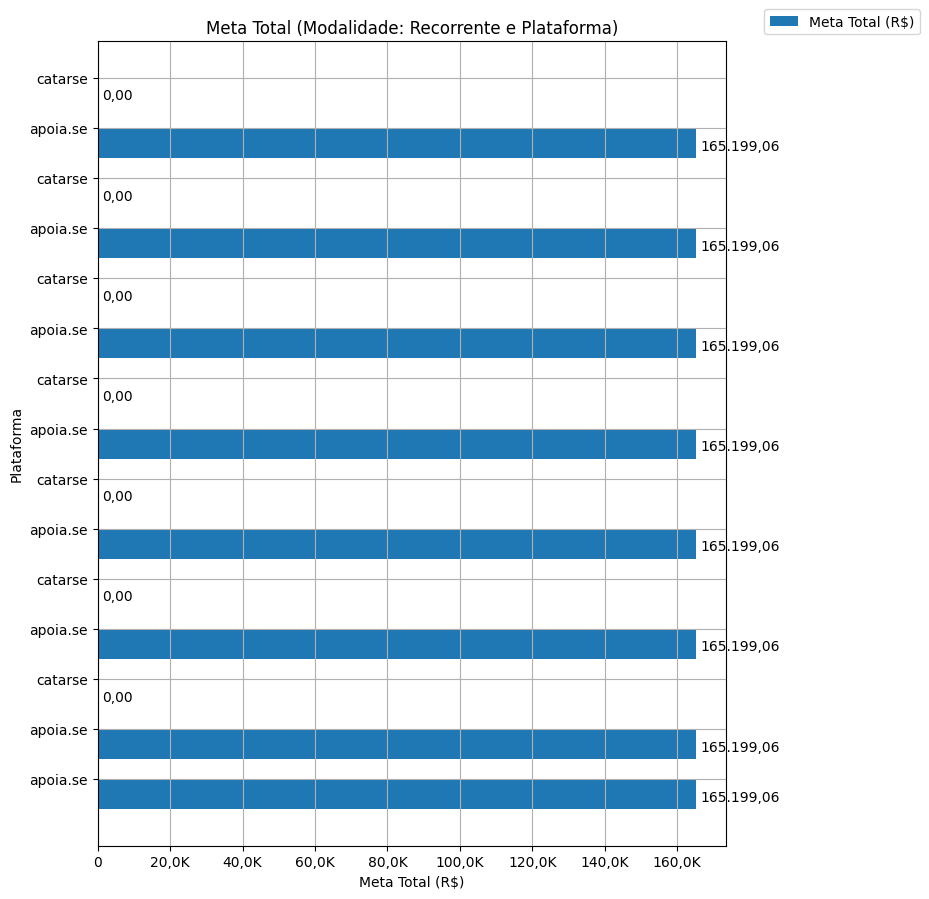 Meta Total (Modalidade: Recorrente e Plataforma)
Meta Total (R$)
catarse
0,00
apoia.se
165.199,06
catarse
0,00
apoia.se
165.199,06
catarse
0,00
apoia.se
165.199,06
catarse
0,00
apoia.se
165.199,06
catarse
0,00
apoia.se
165.199,06
catarse
0,00
apoia.se
165.199,06
catarse
0,00
apoia.se
165.199,06
apoia.se
165.199,06
Plataforma
0 20,0K 40,0K 60,0K 80,0K 100,0K 120,0K 140,0K 160,0K
Meta Total (R$)